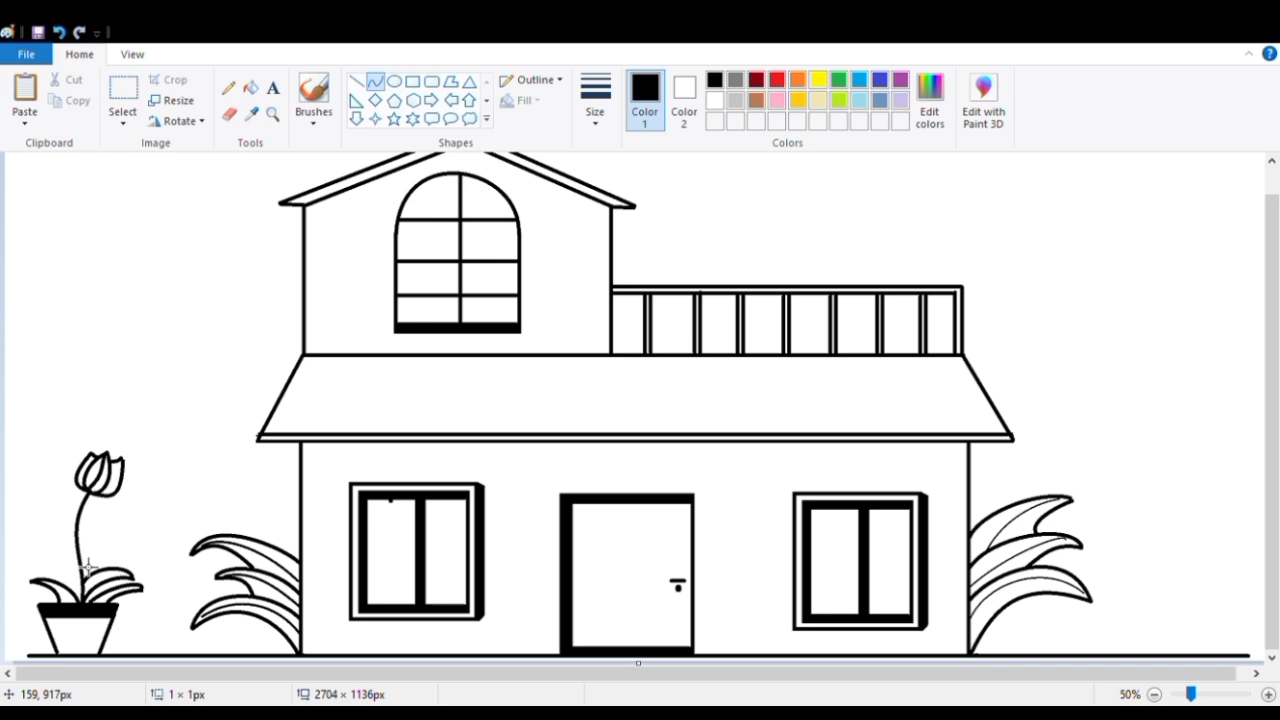 File Home View
Paste Cut Copy Select Crop Resize Rotate A Brushes Outline Fill Size Color 1 Color 2 Edit colors Edit with Paint 3D
Clipboard Image Tools Shapes Colors
159, 917px 1 × 1px 2704 × 1136px 50%